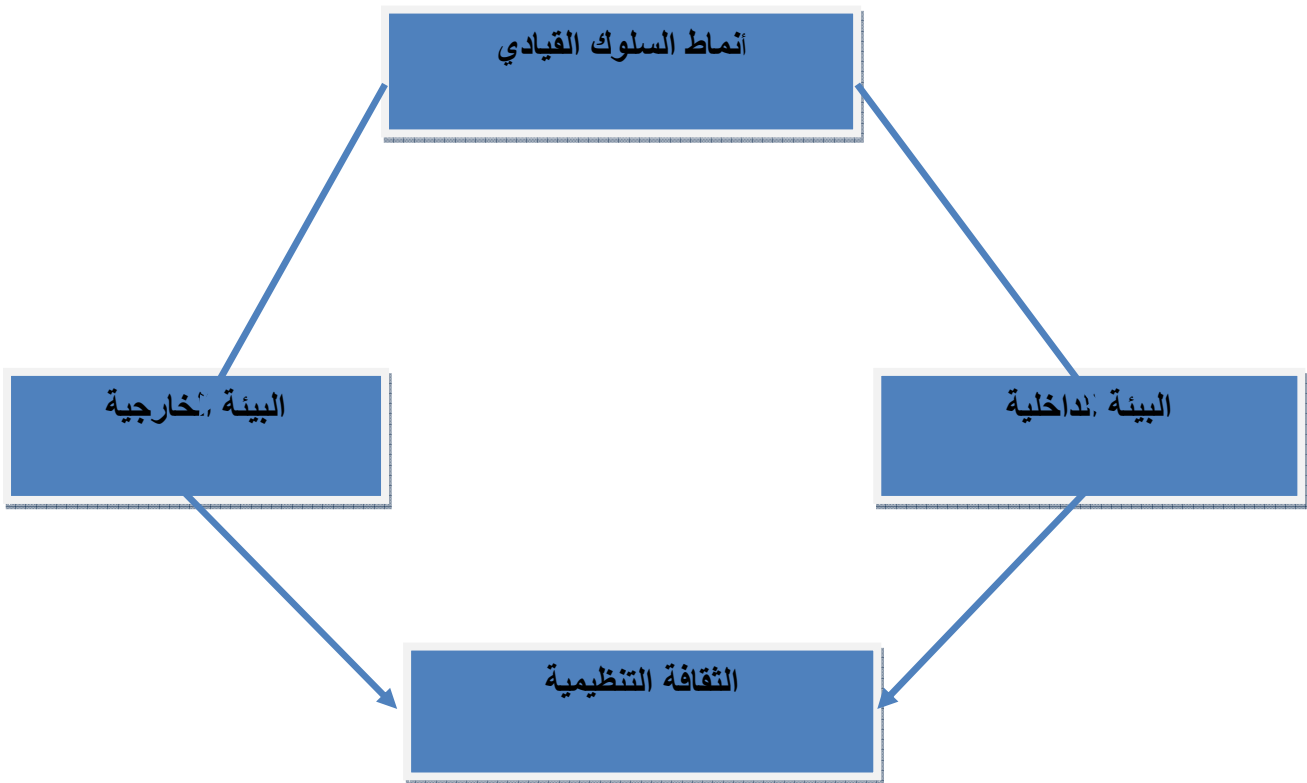 أنماط السلوك القيادي
البيئة الداخلية
البيئة الخارجية
الثقافة التنظيمية